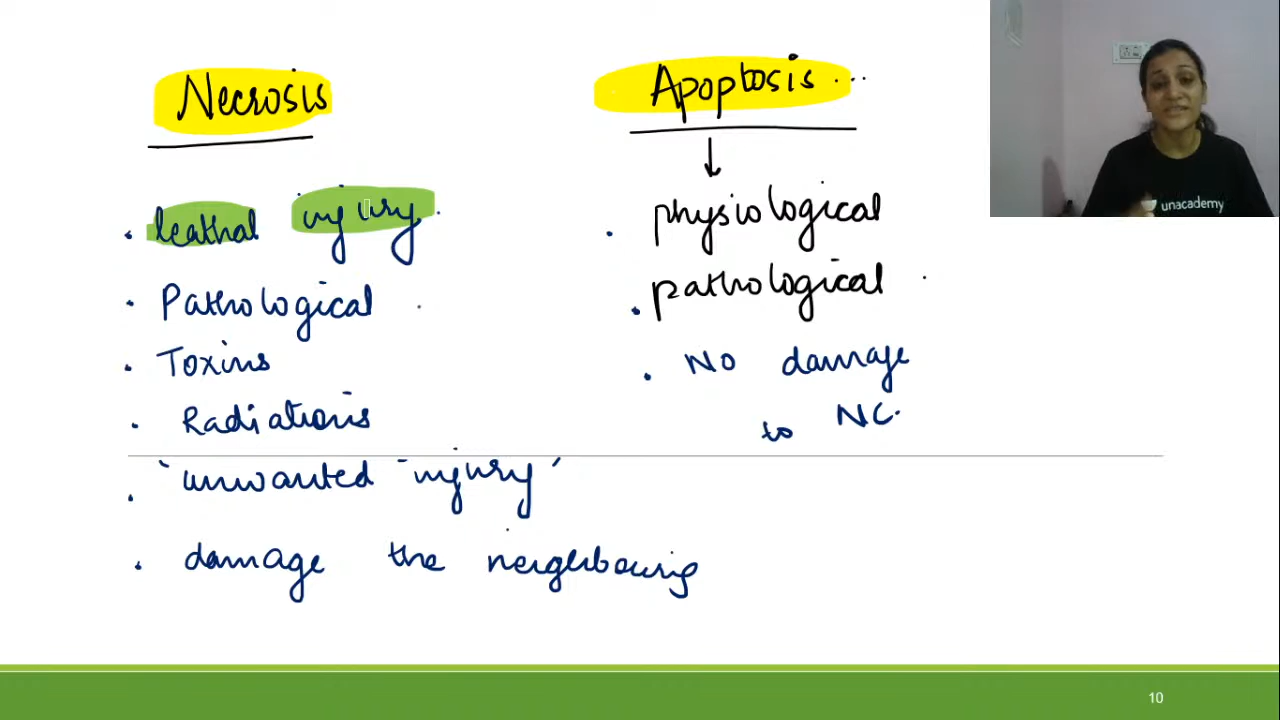 Necrosis
Apoptosis...
• leathal injury.
• Pathological
• Toxins
• Radiations
• 'unwanted injury'
• damage the neighbouring
• physiological
• pathological
• No damage
to NC.
unacademy
10